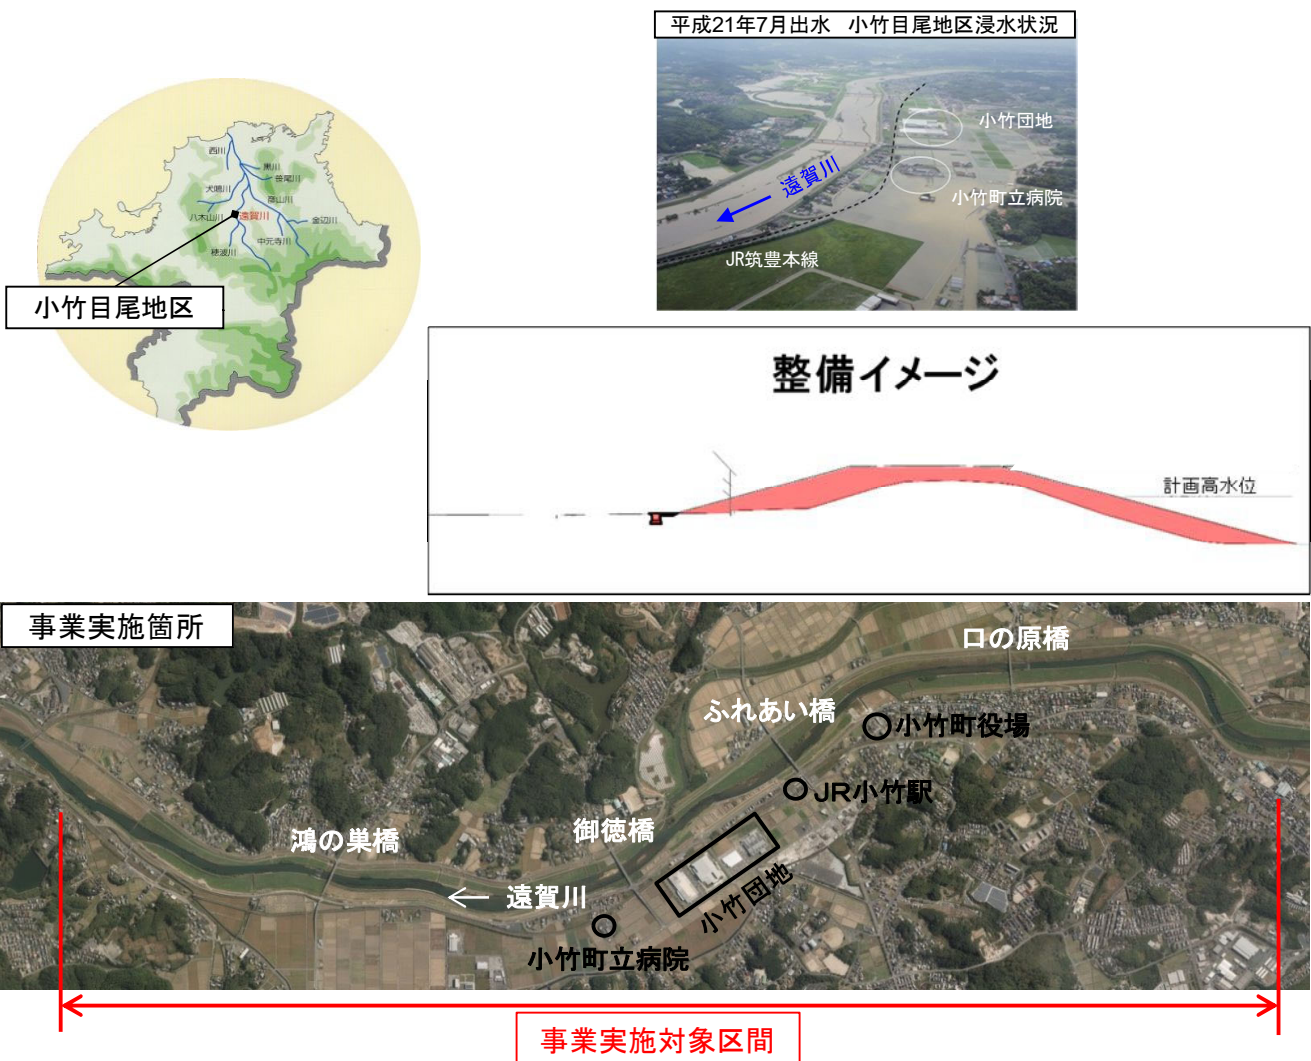 平成21年7月出水　小竹目尾地区浸水状況
小竹団地
遠賀川
小竹町立病院
JR筑豊本線
西川
黒川
笹尾川
犬鳴川
彦山川
八木山川
遠賀川
金辺川
中元寺川
穂波川
小竹目尾地区
整備イメージ
計画高水位
事業実施箇所
口の原橋
ふれあい橋
小竹町役場
JR小竹駅
御徳橋
鴻の巣橋
小竹団地
← 遠賀川
小竹町立病院
事業実施対象区間